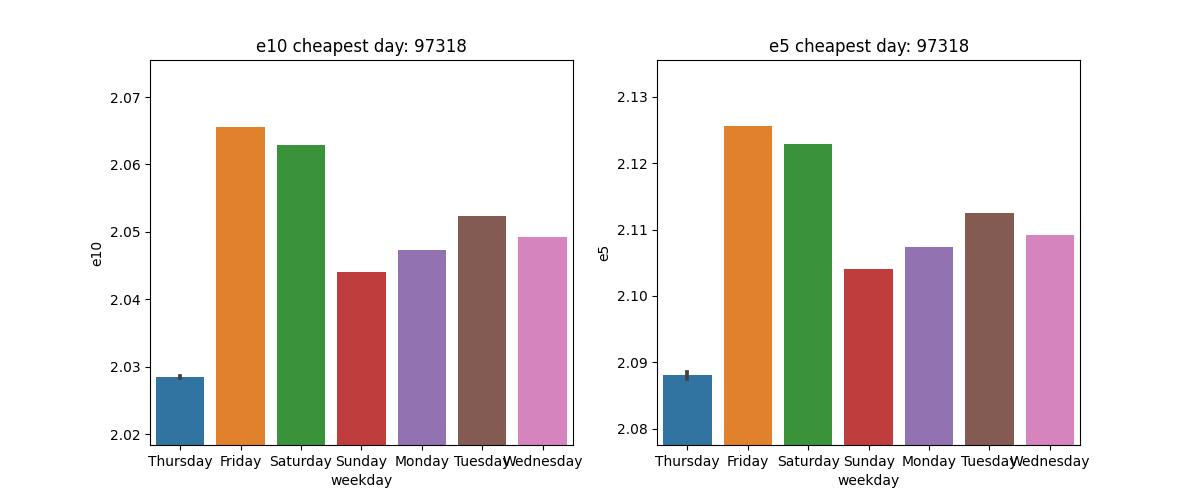 e10 cheapest day: 97318
2.07
2.06
2.05
2.04
2.03
2.02
e10
Thursday Friday Saturday Sunday Monday Tuesday Wednesday
weekday
e5 cheapest day: 97318
2.13
2.12
2.11
2.10
2.09
2.08
e5
Thursday Friday Saturday Sunday Monday Tuesday Wednesday
weekday